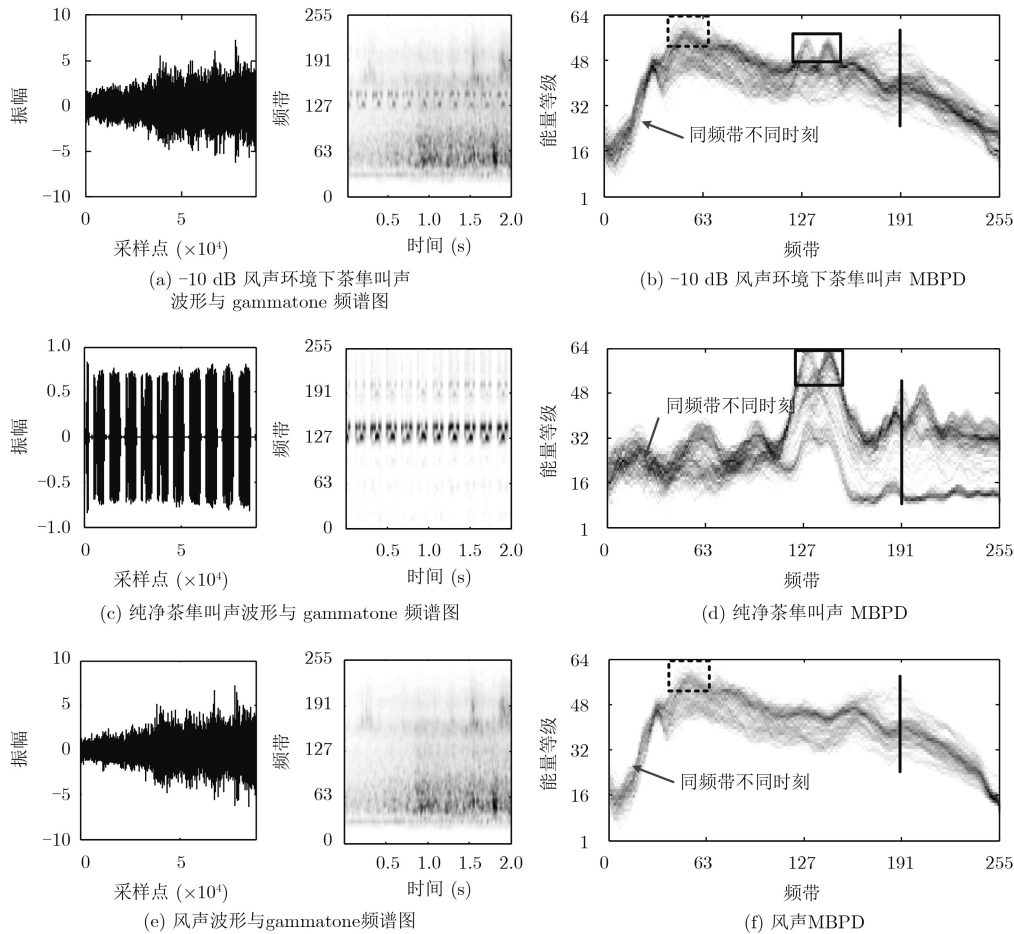 10
5
0
−5
−10
振幅
0
5
采样点 (×10⁴)
255
191
127
63
0
频带
0.5
1.0
1.5
2.0
时间 (s)
(a) −10 dB 风声环境下茶隼叫声
波形与 gammatone 频谱图
64
48
32
16
1
能量等级
同频带不同时刻
0
63
127
191
255
频带
(b) −10 dB 风声环境下茶隼叫声 MBPD
1.0
0.5
0
−0.5
−1.0
振幅
0
5
采样点 (×10⁴)
255
191
127
63
0
频带
0.5
1.0
1.5
2.0
时间 (s)
(c) 纯净茶隼叫声波形与 gammatone 频谱图
64
48
32
16
1
能量等级
同频带不同时刻
0
63
127
191
255
频带
(d) 纯净茶隼叫声 MBPD
10
5
0
−5
−10
振幅
0
5
采样点 (×10⁴)
255
191
127
63
0
频带
0.5
1.0
1.5
2.0
时间 (s)
(e) 风声波形与gammatone频谱图
64
48
32
16
1
能量等级
同频带不同时刻
0
63
127
191
255
频带
(f) 风声MBPD